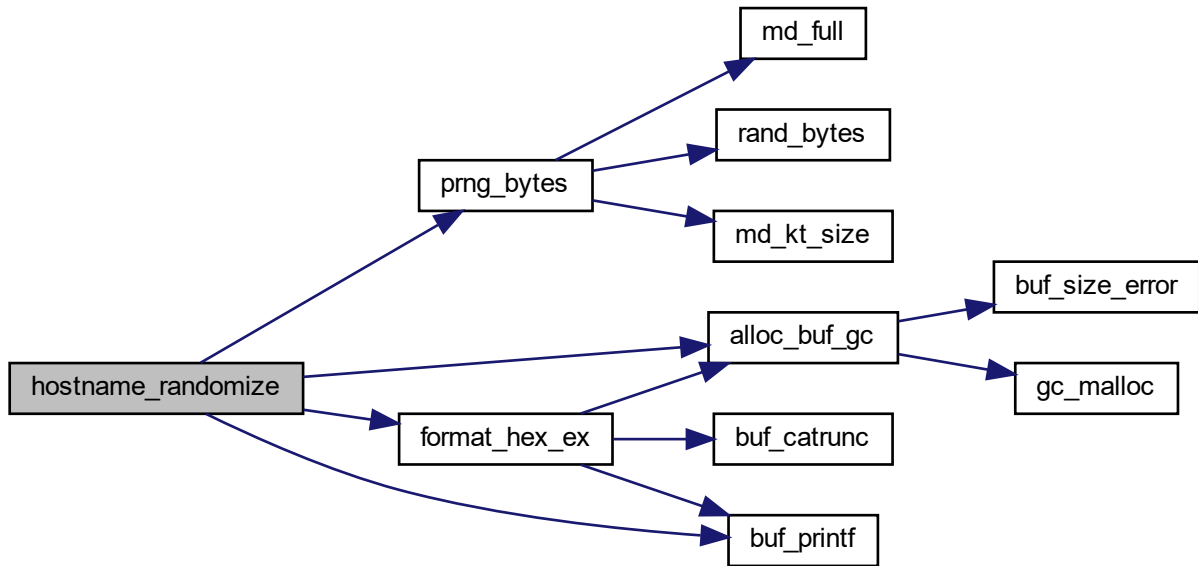 md_full
rand_bytes
prng_bytes
md_kt_size
buf_size_error
alloc_buf_gc
hostname_randomize
gc_malloc
format_hex_ex
buf_catrunc
buf_printf